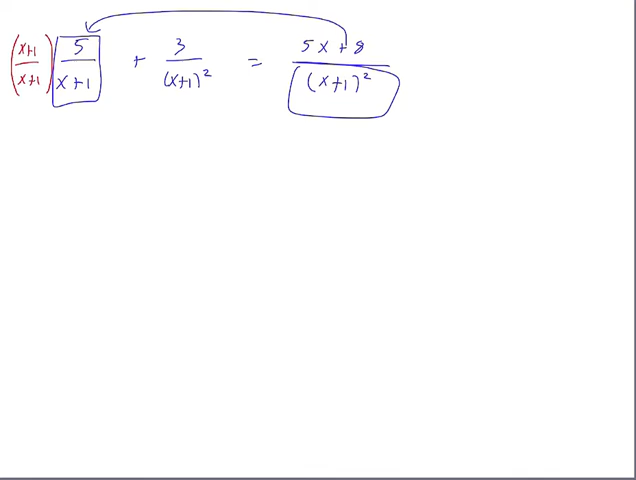 (x+1)/(x+1) 5/(x+1) + 3/(x+1)² = (5x+8)/(x+1)²